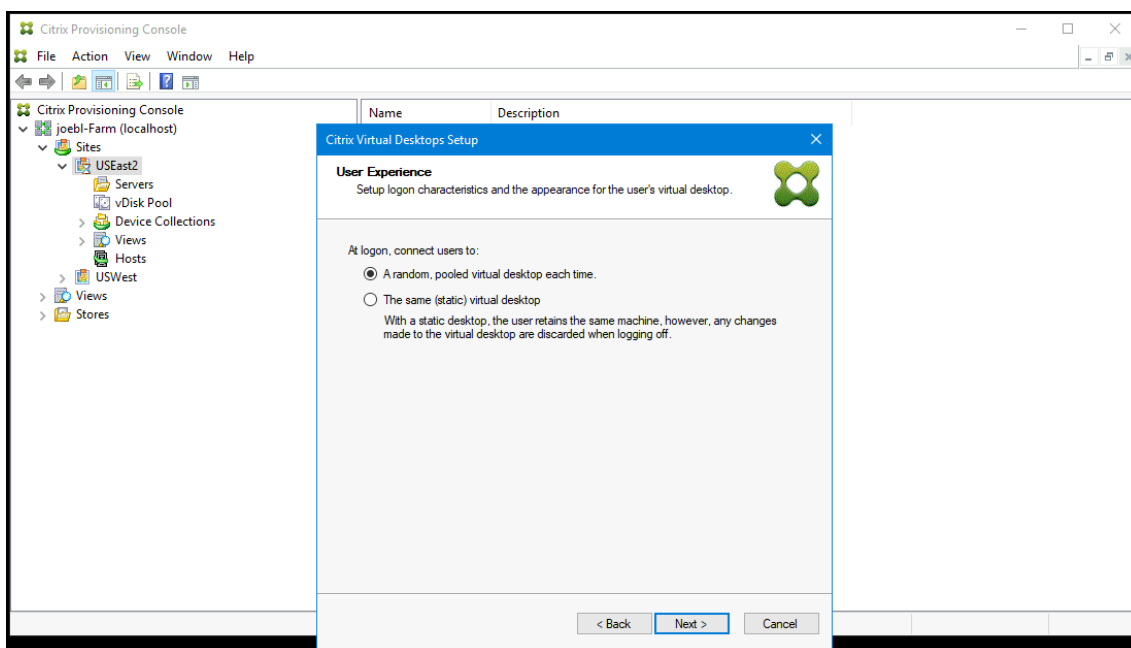 Citrix Provisioning Console
File Action View Window Help
Citrix Provisioning Console
joebl-Farm (localhost)
Sites
USEast2
Servers
vDisk Pool
Device Collections
Views
Hosts
USWest
Views
Stores
Name Description
Citrix Virtual Desktops Setup
User Experience
Setup logon characteristics and the appearance for the user's virtual desktop.
At logon, connect users to:
A random, pooled virtual desktop each time.
The same (static) virtual desktop
With a static desktop, the user retains the same machine, however, any changes
made to the virtual desktop are discarded when logging off.
< Back Next > Cancel